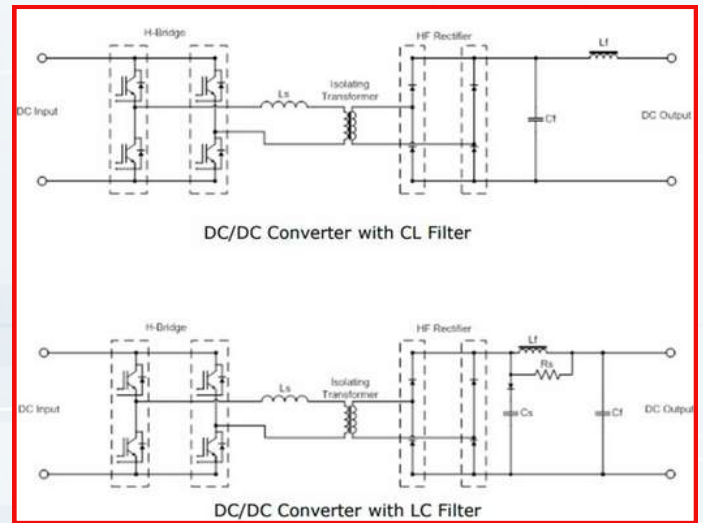 H-Bridge
HF Rectifier
Lf
Ls
Isolating
Transformer
DC Input
Cf
DC Output
DC/DC Converter with CL Filter
H-Bridge
HF Rectifier
Lf
Rs
Ls
Isolating
Transformer
DC Input
Cs
Cf
DC Output
DC/DC Converter with LC Filter